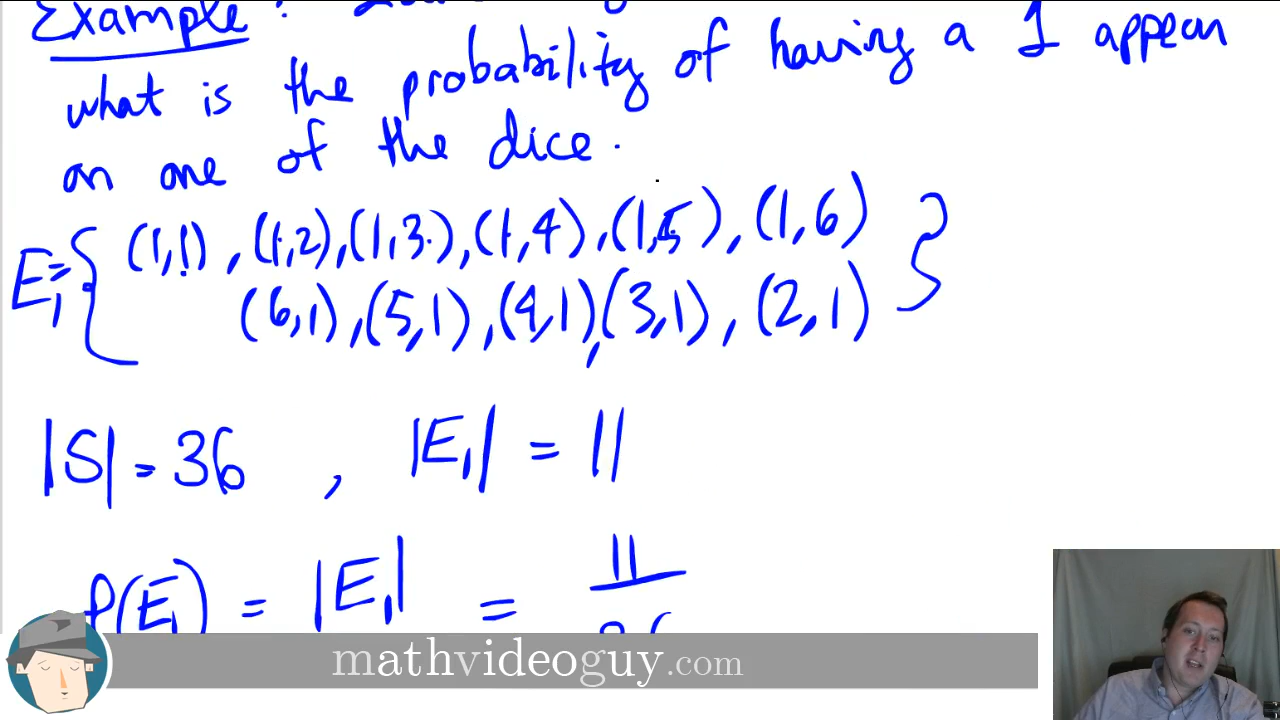 Example:
what is the probability of having a 1 appear
on one of the dice.
E₁ = { (1,1), (1,2), (1,3), (1,4), (1,5), (1,6)
(6,1), (5,1), (4,1), (3,1), (2,1) }
|S| = 36 , |E₁| = 11
P(E₁) = |E₁| = 11
mathvideoguy.com